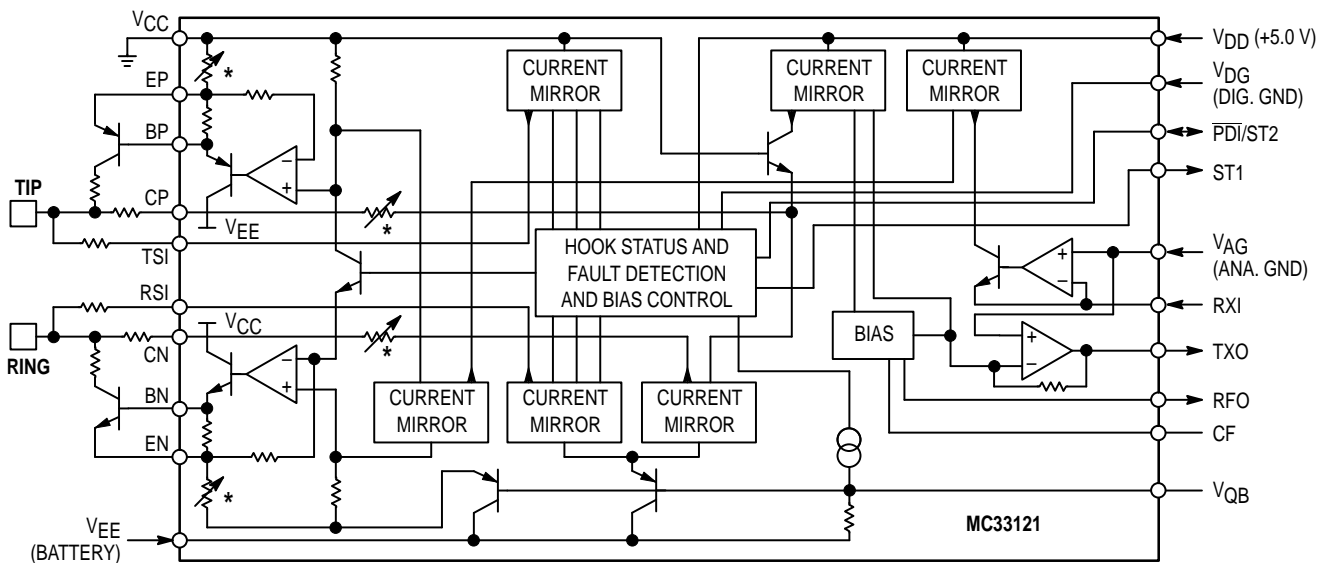 VCC
EP
BP
TIP
CP
TSI
RSI
RING
CN
BN
EN
VEE
(BATTERY)
*
VEE
*
VCC
*
*
CURRENT
MIRROR
CURRENT
MIRROR
CURRENT
MIRROR
HOOK STATUS AND
FAULT DETECTION
AND BIAS CONTROL
BIAS
CURRENT
MIRROR
CURRENT
MIRROR
CURRENT
MIRROR
−
+
−
+
+
−
+
−
MC33121
VDD (+5.0 V)
VDG
(DIG. GND)
PDI/ST2
ST1
VAG
(ANA. GND)
RXI
TXO
RFO
CF
VQB